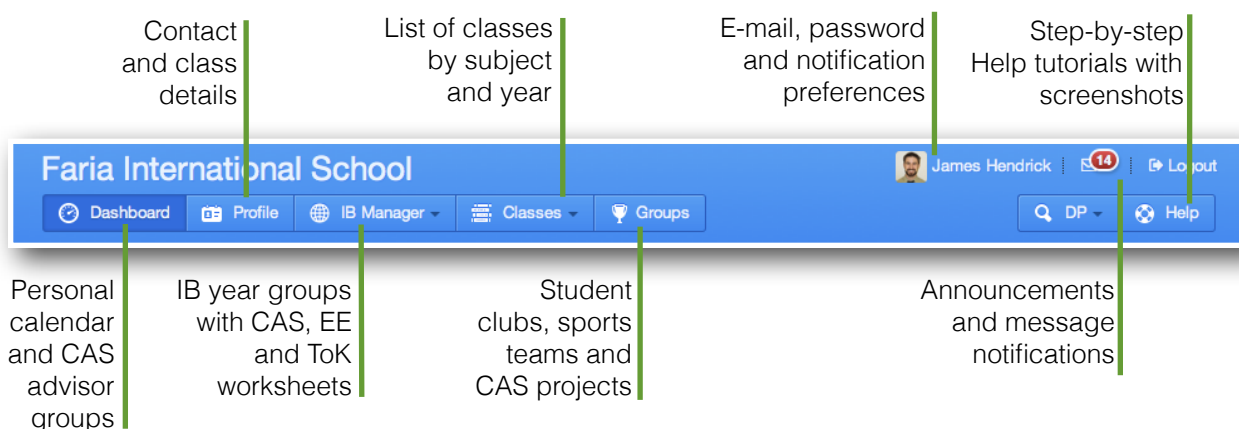 Contact
and class
details
List of classes
by subject
and year
E-mail, password
and notification
preferences
Step-by-step
Help tutorials with
screenshots
Faria International School
James Hendrick
14
Logout
Dashboard
Profile
IB Manager
Classes
Groups
DP
Help
Personal
calendar
and CAS
advisor
groups
IB year groups
with CAS, EE
and ToK
worksheets
Student
clubs, sports
teams and
CAS projects
Announcements
and message
notifications